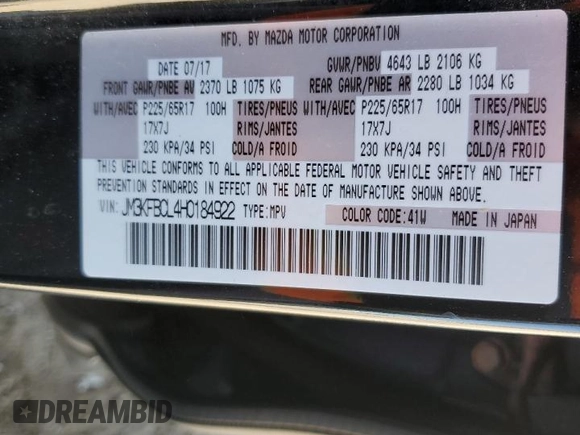 MFD. BY MAZDA MOTOR CORPORATION
DATE 07/17 GVWR/PNBV 4643 LB 2106 KG
FRONT GAWR/PNBE AV 2370 LB 1075 KG REAR GAWR/PNBE AR 2280 LB 1034 KG
WITH/AVEC P225/65R17 100H TIRES/PNEUS WITH/AVEC P225/65R17 100H TIRES/PNEUS
17X7J RIMS/JANTES 17X7J RIMS/JANTES
230 KPA/34 PSI COLD/A FROID 230 KPA/34 PSI COLD/A FROID
THIS VEHICLE CONFORMS TO ALL APPLICABLE FEDERAL MOTOR VEHICLE SAFETY AND THEFT
PREVENTION STANDARDS IN EFFECT ON THE DATE OF MANUFACTURE SHOWN ABOVE.
VIN: JM3KFBCL4H0184922 TYPE:MPV COLOR CODE:41W MADE IN JAPAN
DREAMBID